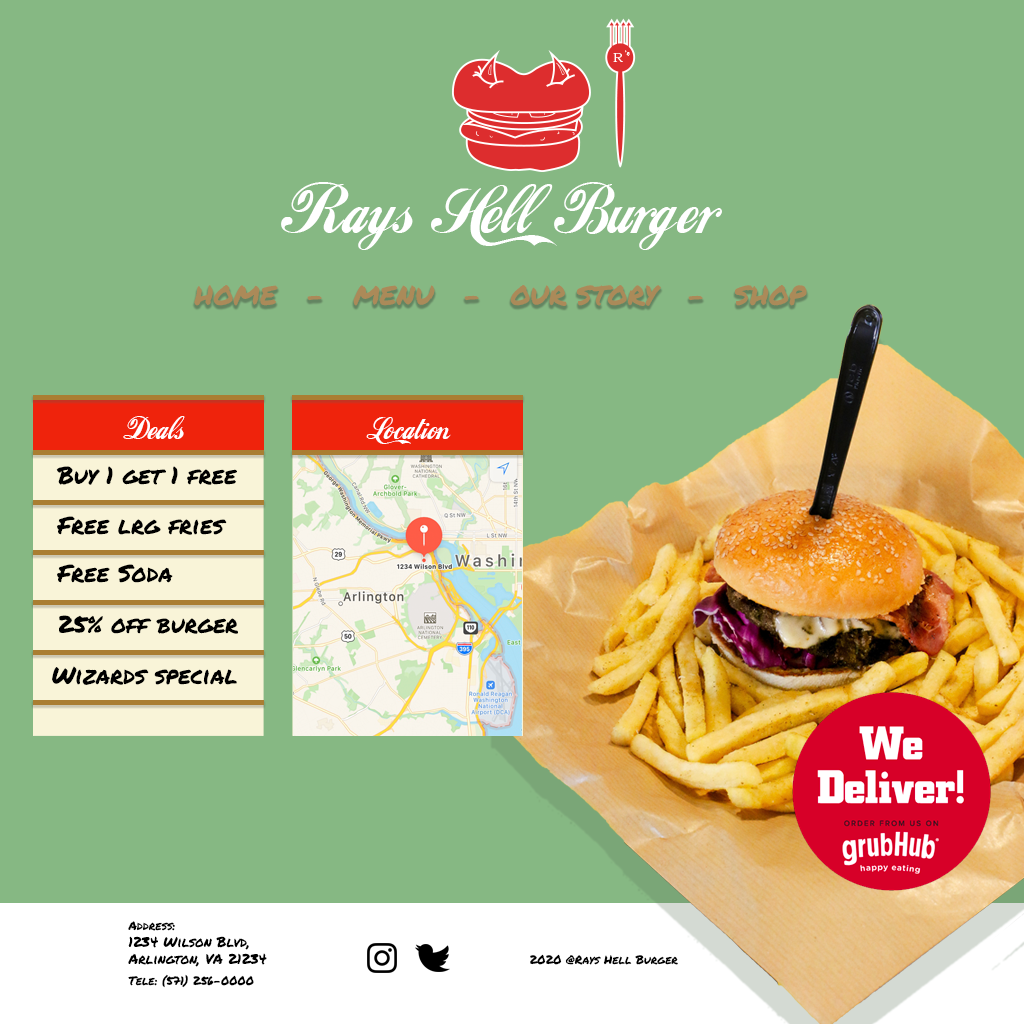 R's
Rays Hell Burger
HOME - MENU - OUR STORY - SHOP
Deals
Buy 1 get 1 free
Free lrg fries
Free Soda
25% off burger
Wizards special
Location
WASHINGTON
NATIONAL
CATHEDRAL
Glover-
Archbold Park
Canal Rd NW
George Washington Memorial Pkwy
14th St NW
Q St NW
L St NW
29
1234 Wilson Blvd
Washin
N Glebe Rd
Arlington
ARLINGTON
NATIONAL
CEMETERY
110
50
395
East
Glencarlyn Park
Ronald Reagan
Washington
National
Airport (DCA)
We
Deliver!
ORDER FROM US ON
grubHub
happy eating
Address:
1234 Wilson Blvd,
Arlington, VA 21234
Tele: (571) 256-0000
2020 @Rays Hell Burger